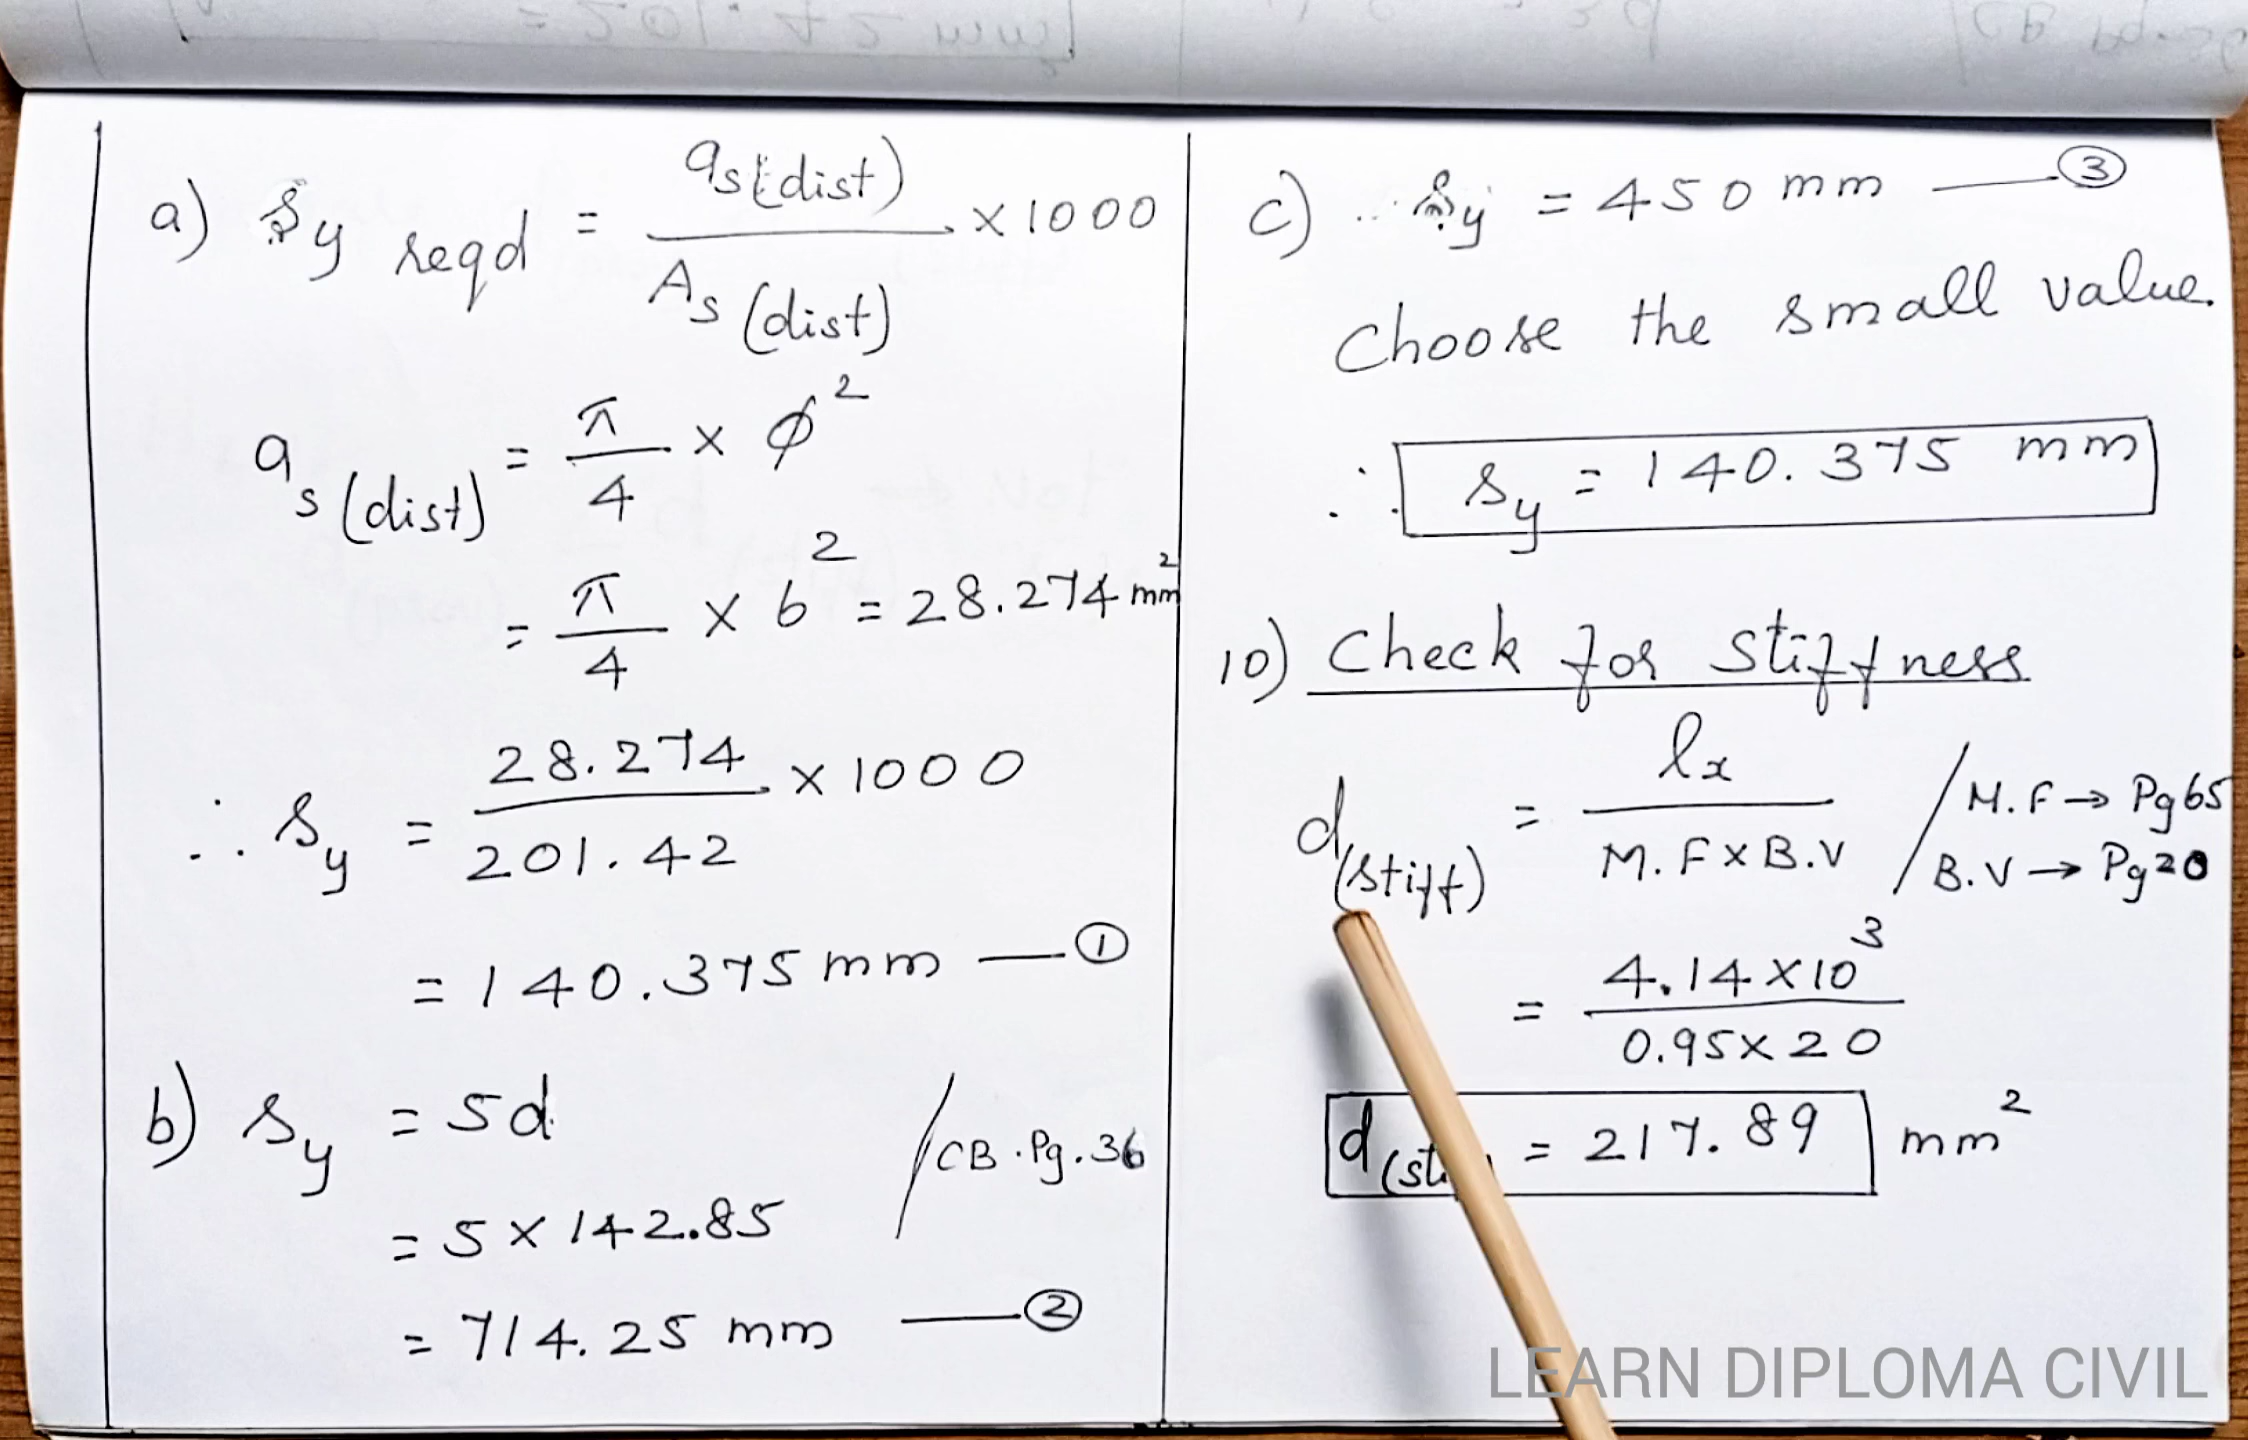 a) Sy reqd = as(dist) / As(dist) × 1000
as(dist) = π/4 × ϕ²
= π/4 × 6² = 28.274 mm²
∴ Sy = 28.274 / 201.42 × 1000
= 140.375 mm — ①
b) Sy = 5d / CB. Pg. 36
= 5 × 142.85
= 714.25 mm — ②
c) Sy = 450 mm — ③
Choose the small value.
∴ Sy = 140.375 mm
10) Check for stiffness
d(stiff) = lx / M.F × B.V / M.F → Pg 65
B.V → Pg 20
= 4.14 × 10³ / 0.95 × 20
d(sti = 217.89 mm²
LEARN DIPLOMA CIVIL